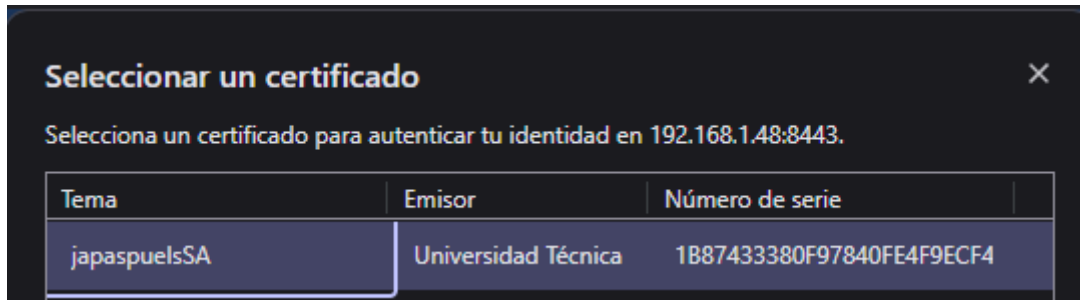 Seleccionar un certificado
Selecciona un certificado para autenticar tu identidad en 192.168.1.48:8443.
Tema Emisor Número de serie
japaspuelsSA Universidad Técnica 1B87433380F97840FE4F9ECF4